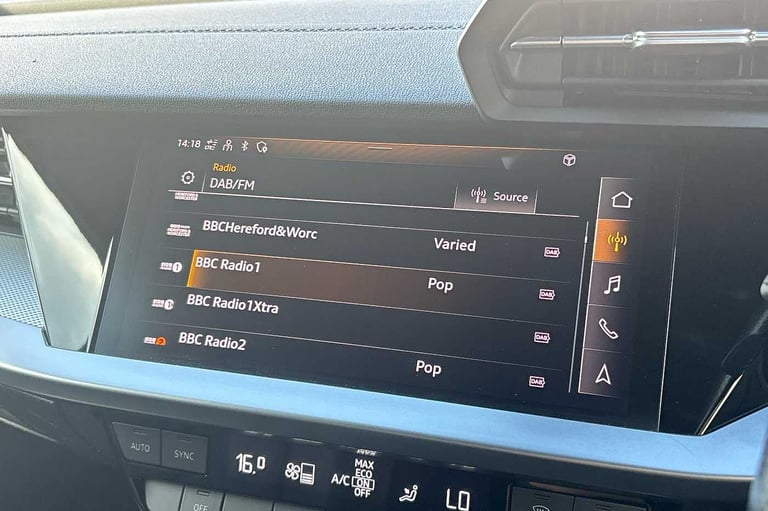 14:18
Radio
DAB/FM
Source
BBCHereford&Worc
Varied
DAB
BBC Radio1
Pop
DAB
BBC Radio1Xtra
DAB
BBC Radio2
Pop
DAB
AUTO
SYNC
16.0
A/C
MAX
ECO
ON
OFF
LO
OFF